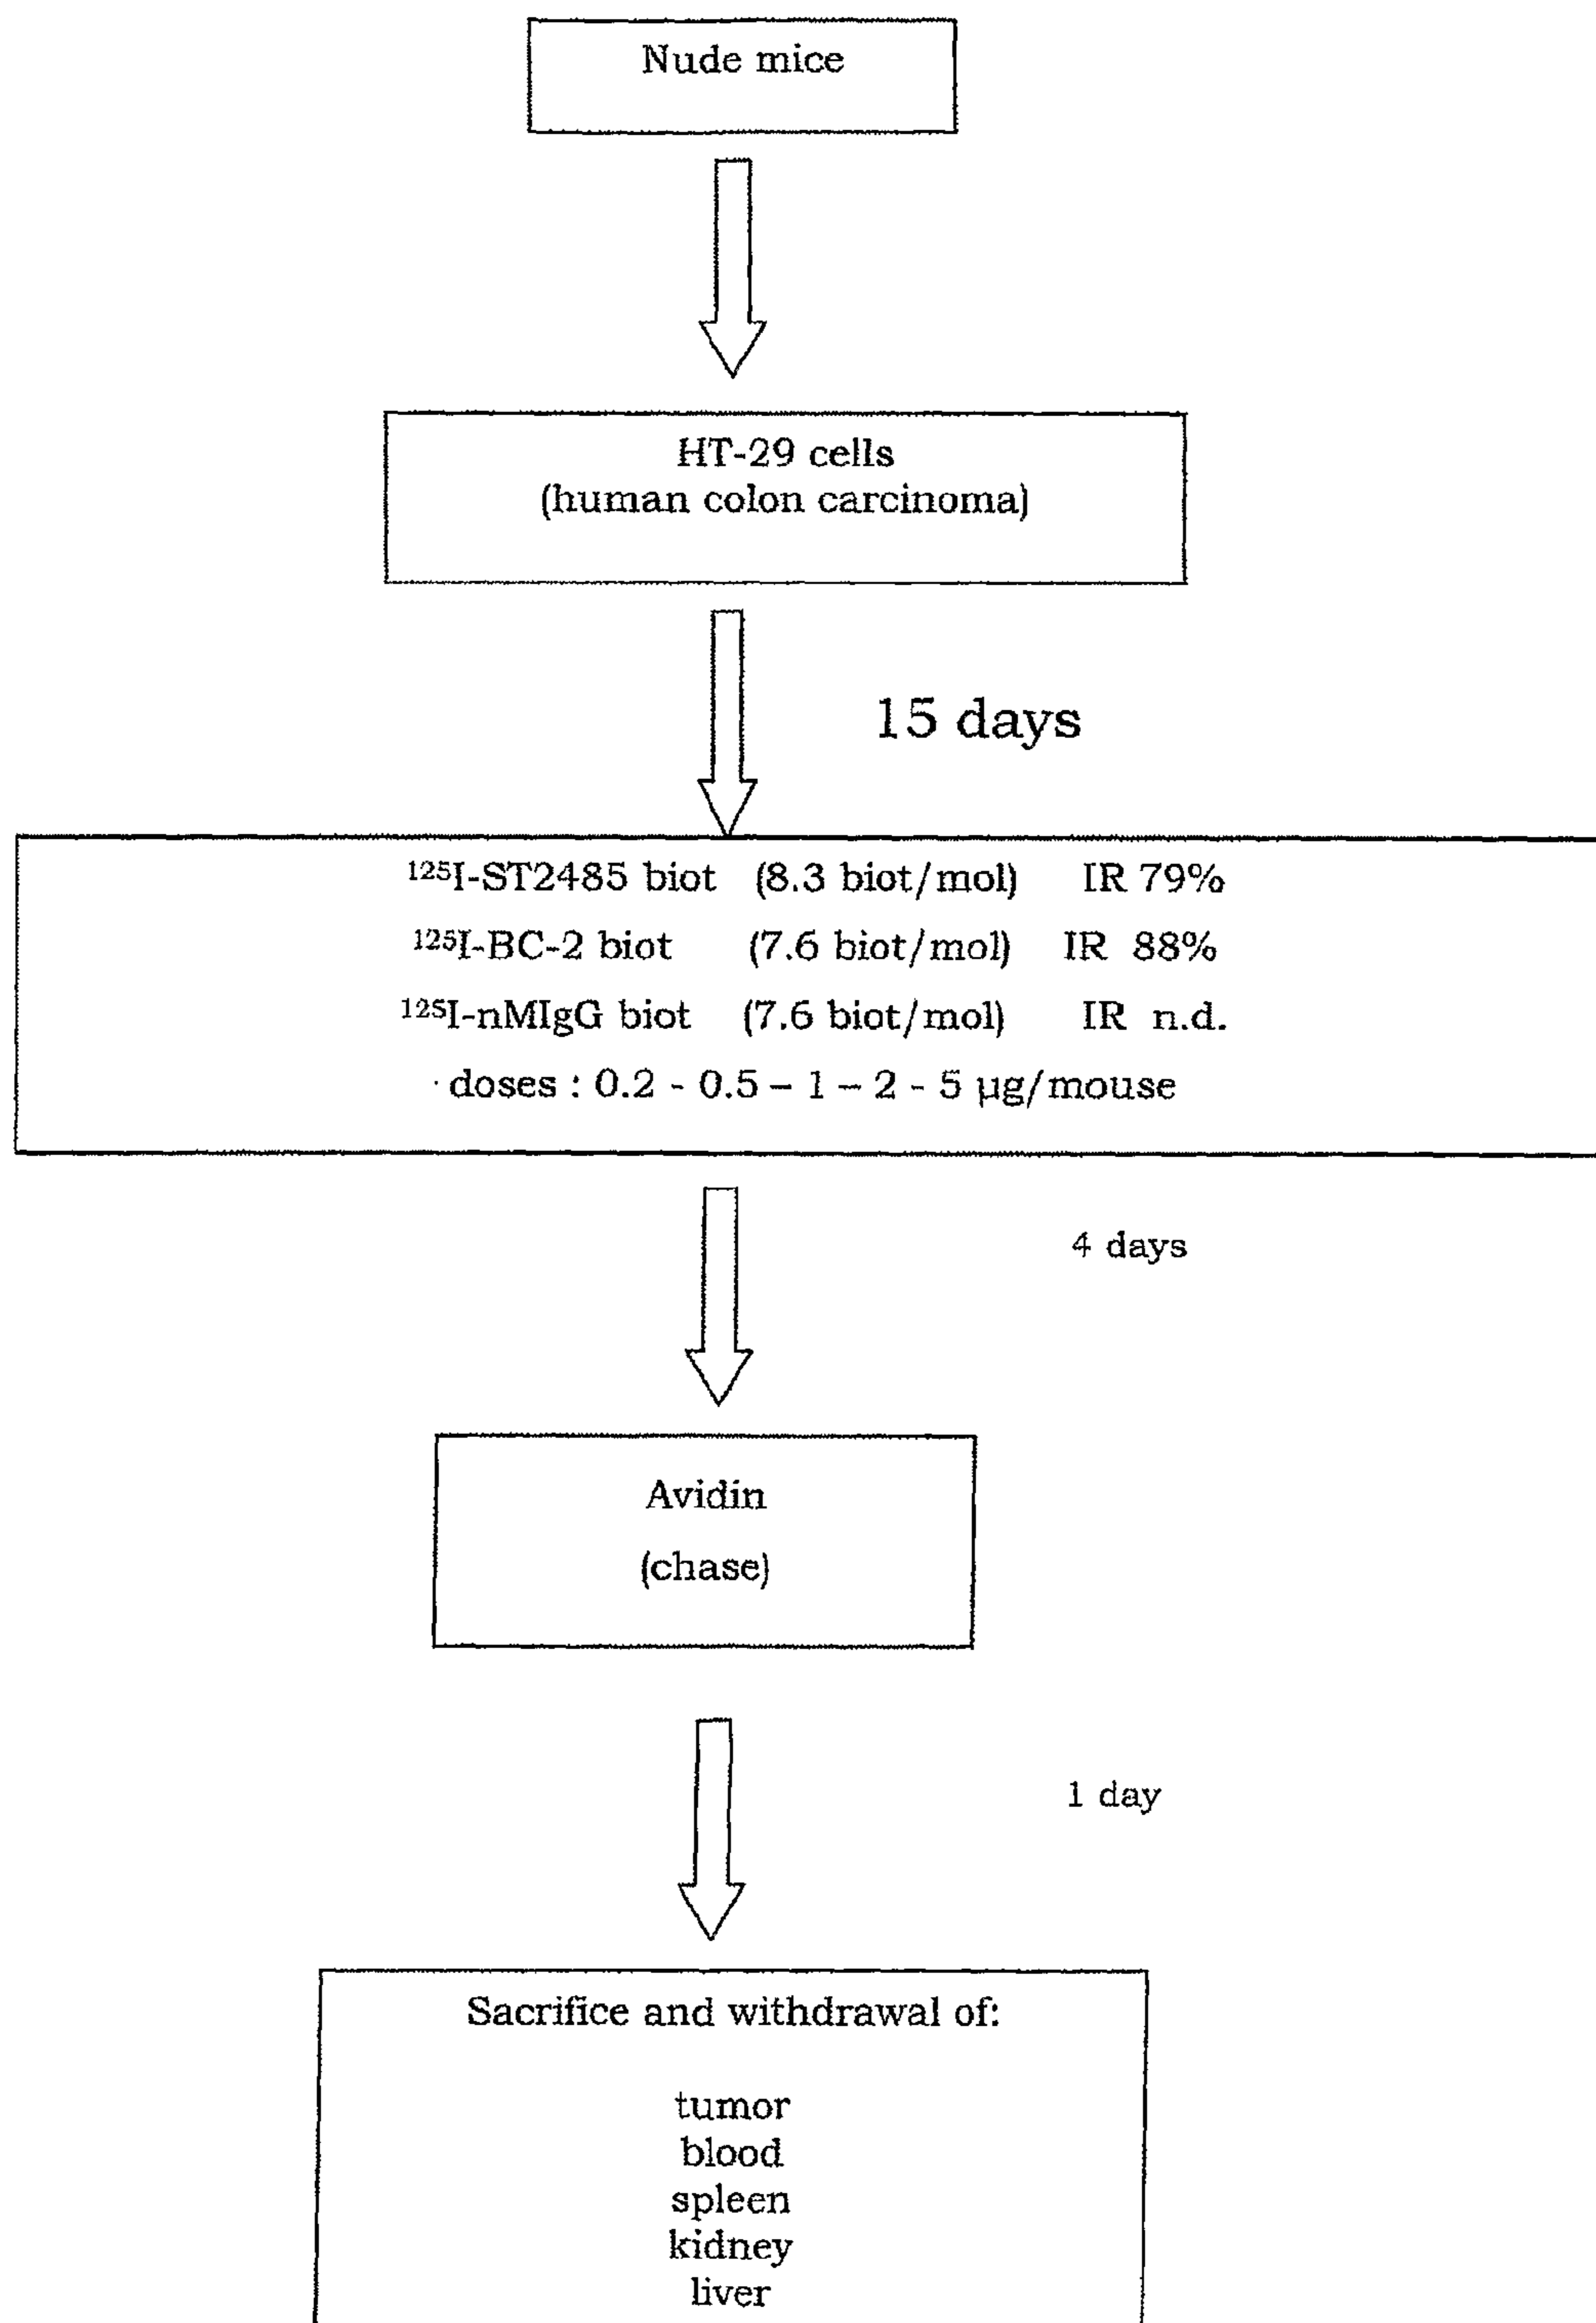 Nude mice
HT-29 cells
(human colon carcinoma)
15 days
¹²⁵I-ST2485 biot (8.3 biot/mol) IR 79%
¹²⁵I-BC-2 biot (7.6 biot/mol) IR 88%
¹²⁵I-nMIgG biot (7.6 biot/mol) IR n.d.
doses : 0.2 - 0.5 – 1 – 2 - 5 µg/mouse
4 days
Avidin
(chase)
1 day
Sacrifice and withdrawal of:
tumor
blood
spleen
kidney
liver